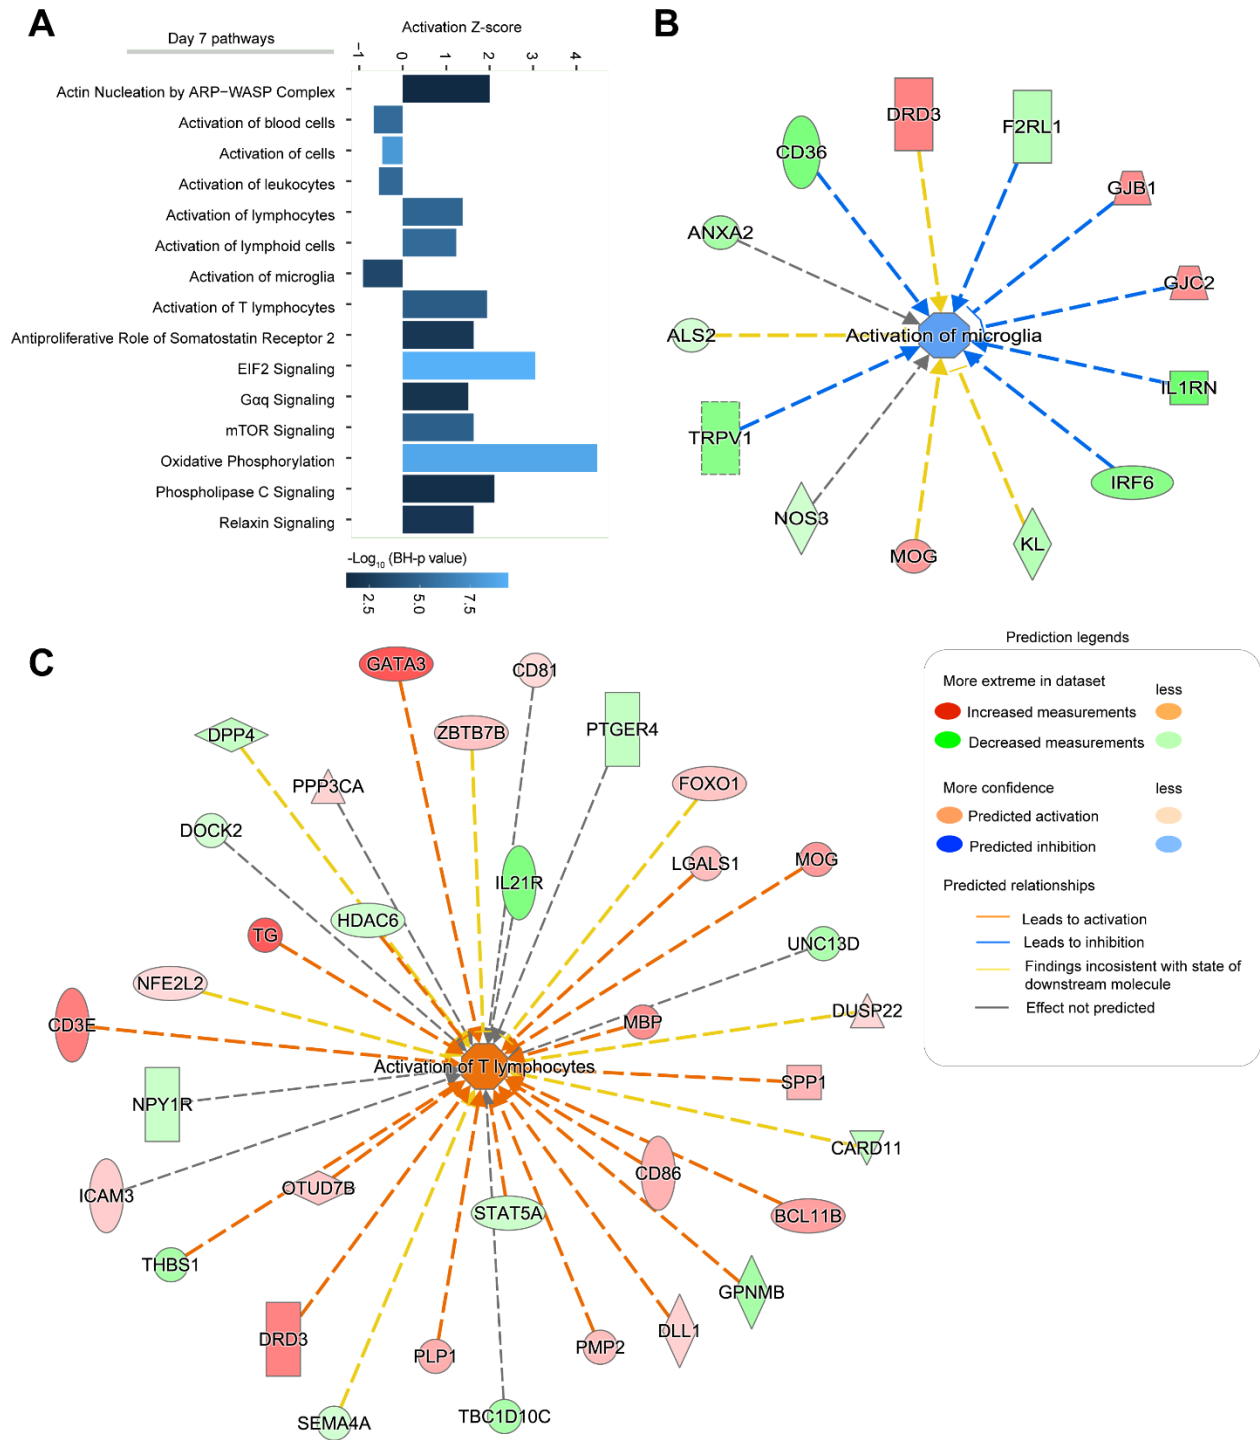 A
Day 7 pathways
Activation Z-score
-1
0
1
2
3
4
Actin Nucleation by ARP−WASP Complex
Activation of blood cells
Activation of cells
Activation of leukocytes
Activation of lymphocytes
Activation of lymphoid cells
Activation of microglia
Activation of T lymphocytes
Antiproliferative Role of Somatostatin Receptor 2
EIF2 Signaling
Gαq Signaling
mTOR Signaling
Oxidative Phosphorylation
Phospholipase C Signaling
Relaxin Signaling
-Log10 (BH-p value)
2.5
5.0
7.5
B
DRD3
F2RL1
CD36
GJB1
ANXA2
GJC2
ALS2
Activation of microglia
IL1RN
TRPV1
IRF6
NOS3
MOG
KL
C
GATA3
CD81
DPP4
ZBTB7B
PTGER4
PPP3CA
FOXO1
DOCK2
LGALS1
MOG
IL21R
HDAC6
TG
UNC13D
NFE2L2
CD3E
MBP
DUSP22
Activation of T lymphocytes
SPP1
NPY1R
CARD11
ICAM3
OTUD7B
CD86
STAT5A
BCL11B
THBS1
GPNMB
DRD3
DLL1
PLP1
PMP2
SEMA4A
TBC1D10C
Prediction legends
More extreme in dataset
less
Increased measurements
Decreased measurements
More confidence
less
Predicted activation
Predicted inhibition
Predicted relationships
Leads to activation
Leads to inhibition
Findings incosistent with state of
downstream molecule
Effect not predicted